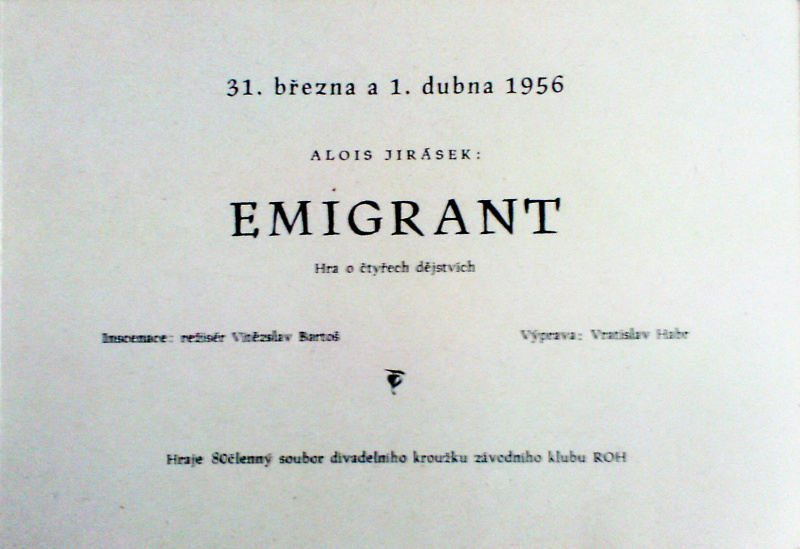 31. března a 1. dubna 1956
ALOIS JIRÁSEK:
EMIGRANT
Hra o čtyřech dějstvích
Inscenace: režisér Vítězslav Bartoš Výprava: Vratislav Habr
Hraje 80členný soubor divadelního kroužku závodního klubu ROH